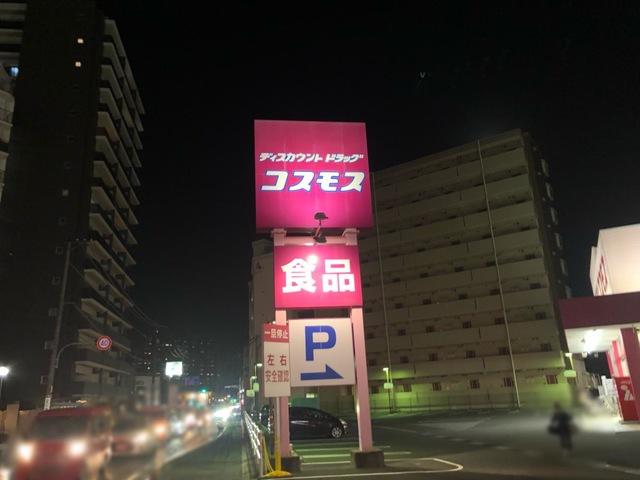 ディスカウント ドラッグ
コスモス
食品
P
一旦停止
左右
安全確認
40